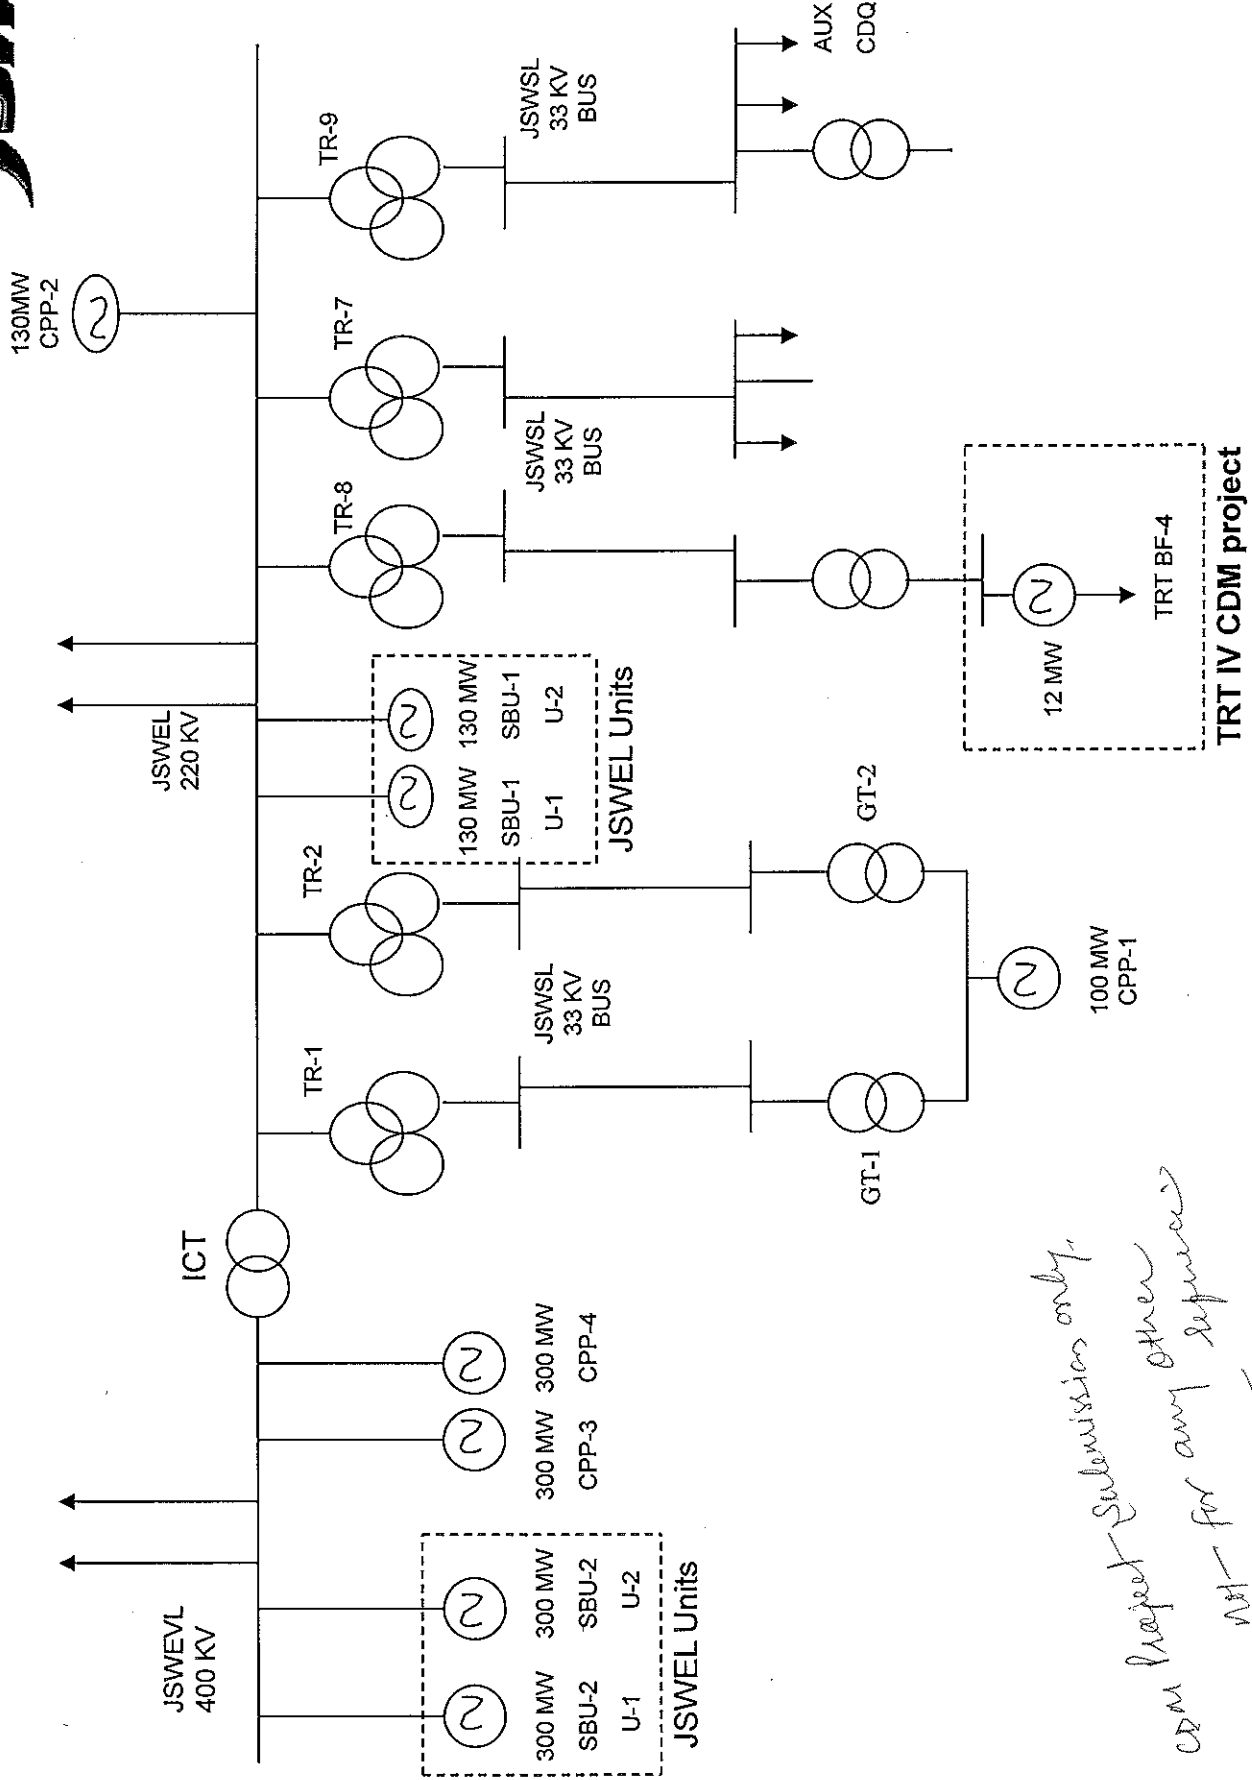 JSWEVL
400 KV
ICT
JSWEL
220 KV
130MW
CPP-2
TR-1
TR-2
TR-8
TR-7
TR-9
300 MW
SBU-2
U-1
300 MW
SBU-2
U-2
JSWEL Units
300 MW
CPP-3
300 MW
CPP-4
130 MW
SBU-1
U-1
130 MW
SBU-1
U-2
JSWEL Units
JSWSL
33 KV
BUS
JSWSL
33 KV
BUS
JSWSL
33 KV
BUS
GT-1
GT-2
100 MW
CPP-1
12 MW
TRT BF-4
TRT IV CDM project
AUX
CDQ
CDM Project Submission only,
Not - for any other
reference